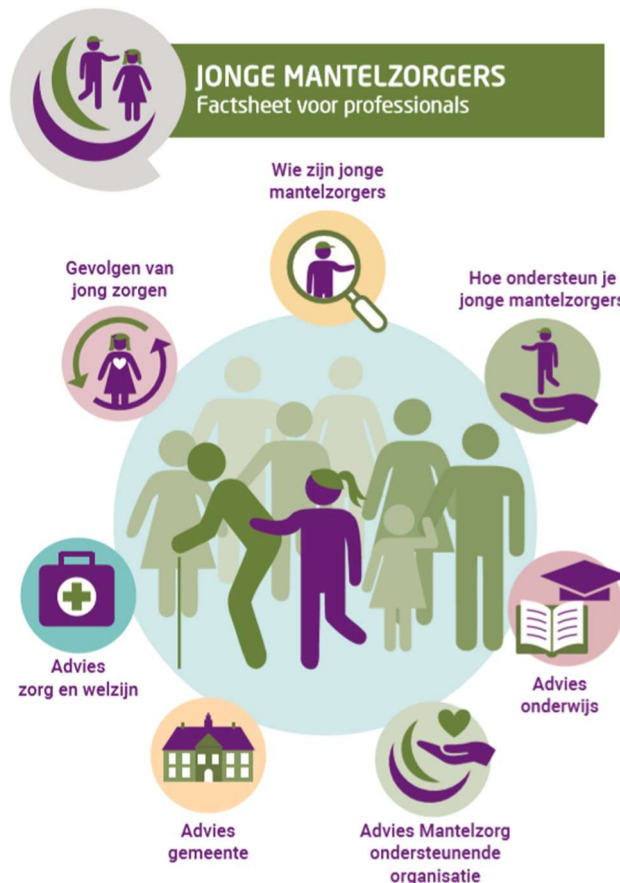 JONGE MANTELZORGERS
Factsheet voor professionals
Wie zijn jonge
mantelzorgers
Gevolgen van
jong zorgen
Hoe ondersteun je
jonge mantelzorgers
Advies
zorg en welzijn
Advies
onderwijs
Advies
gemeente
Advies Mantelzorg
ondersteunende
organisatie